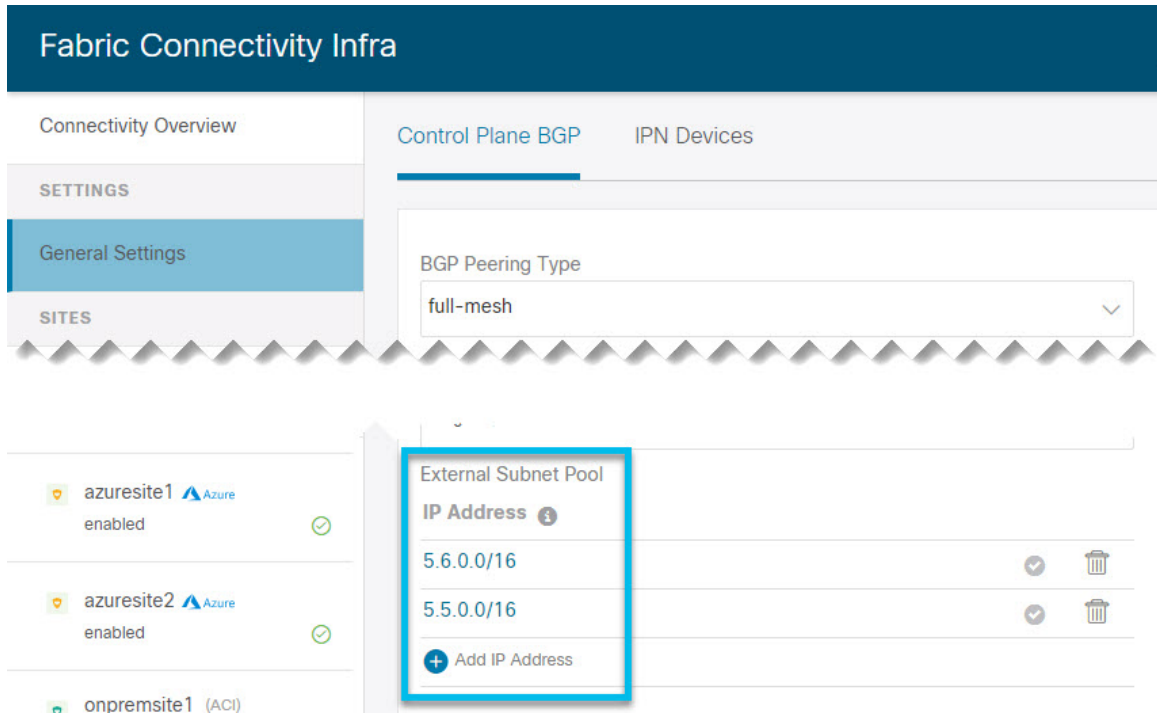 Fabric Connectivity Infra
Connectivity Overview
SETTINGS
General Settings
SITES
Control Plane BGP
IPN Devices
BGP Peering Type
full-mesh
azuresite1 Azure
enabled
azuresite2 Azure
enabled
onpremsite1 (ACI)
External Subnet Pool
IP Address
5.6.0.0/16
5.5.0.0/16
Add IP Address